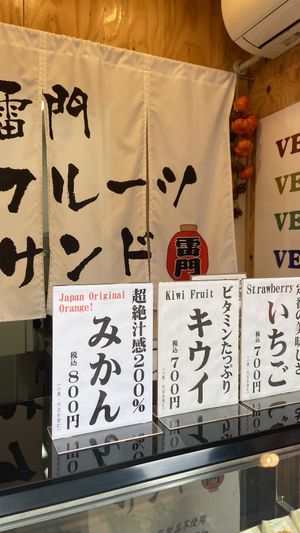 雷門
フルーツ
サンド
雷門
VE
VE
VE
VE
Japan Original
Orange!
超絶汁感200%
みかん
税込800円
Kiwi Fruit
ビタミンたっぷり
キウイ
税込700円
Strawberry
いちご
税込700円